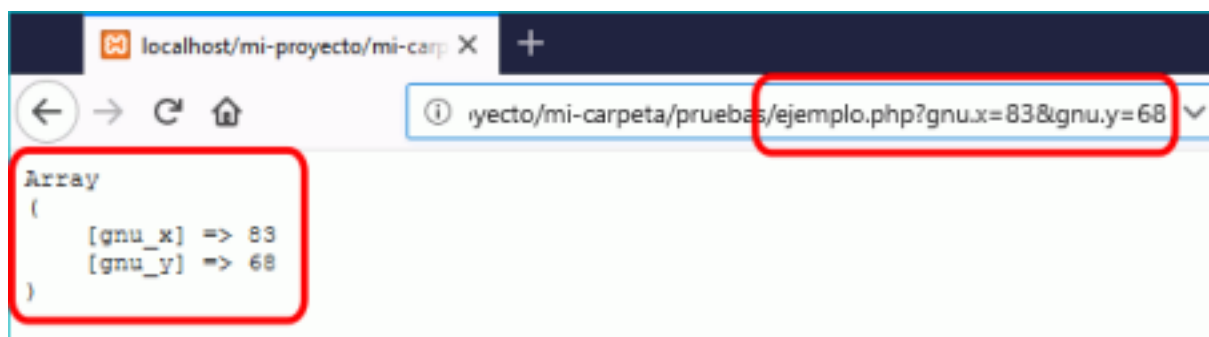 localhost/mi-proyecto/mi-carp
yecto/mi-carpeta/pruebas/ejemplo.php?gnu.x=83&gnu.y=68
Array
(
[gnu_x] => 83
[gnu_y] => 68
)